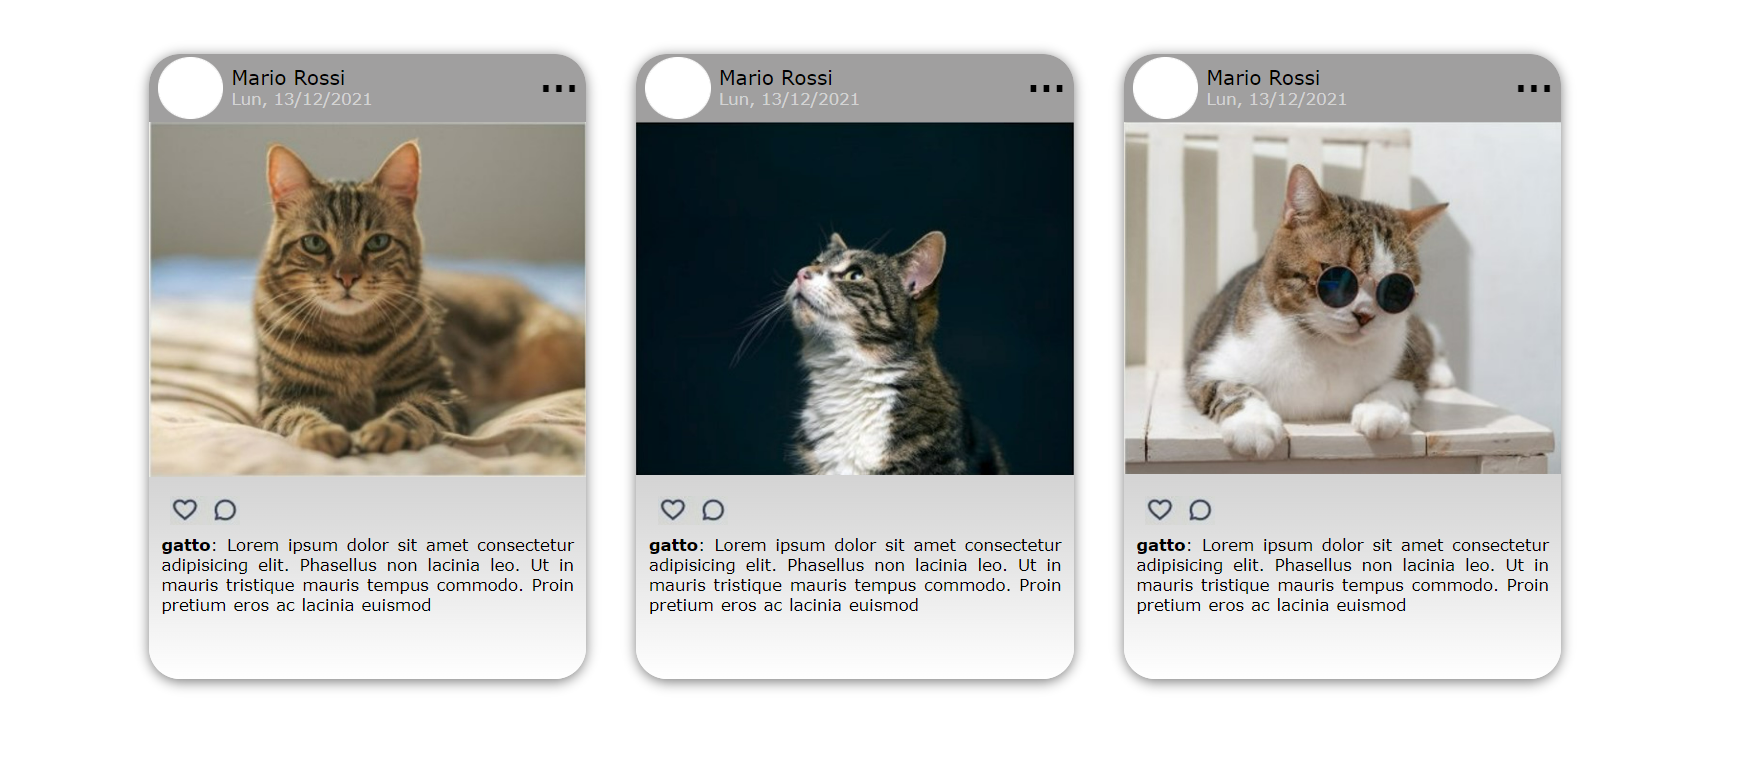 Mario Rossi
Lun, 13/12/2021
...
gatto: Lorem ipsum dolor sit amet consectetur
adipisicing elit. Phasellus non lacinia leo. Ut in
mauris tristique mauris tempus commodo. Proin
pretium eros ac lacinia euismod
Mario Rossi
Lun, 13/12/2021
...
gatto: Lorem ipsum dolor sit amet consectetur
adipisicing elit. Phasellus non lacinia leo. Ut in
mauris tristique mauris tempus commodo. Proin
pretium eros ac lacinia euismod
Mario Rossi
Lun, 13/12/2021
...
gatto: Lorem ipsum dolor sit amet consectetur
adipisicing elit. Phasellus non lacinia leo. Ut in
mauris tristique mauris tempus commodo. Proin
pretium eros ac lacinia euismod